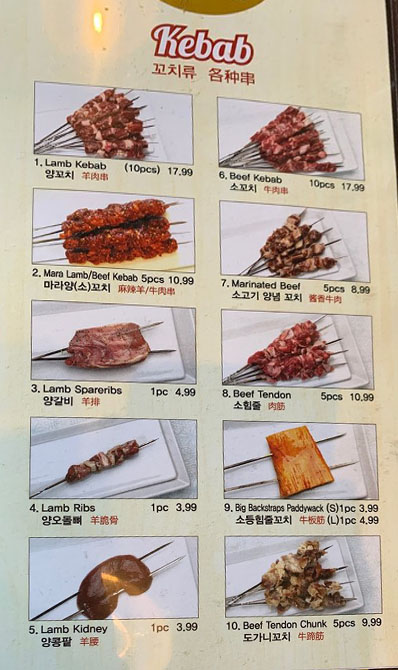 Kebab
꼬치류 各种串
1. Lamb Kebab (10pcs) 17,99
양꼬치 羊肉串
2. Mara Lamb/Beef Kebab 5pcs 10.99
마라양(소)꼬치 麻辣羊/牛肉串
3. Lamb Spareribs 1pc 4,99
양갈비 羊排
4. Lamb Ribs 1pc 3,99
양오돌뼈 羊脆骨
5. Lamb Kidney 1pc 3,99
양콩팥 羊腰
6. Beef Kebab 10pcs 17,99
소꼬치 牛肉串
7. Marinated Beef 5pcs 8,99
소고기 양념 꼬치 酱香牛肉
8. Beef Tendon 5pcs 10,99
소힘줄 肉筋
9. Big Backstraps Paddywack (S)1pc 3,99
소등힘줄꼬치 牛板筋 (L)1pc 4,99
10. Beef Tendon Chunk 5pcs 9,99
도가니꼬치 牛蹄筋